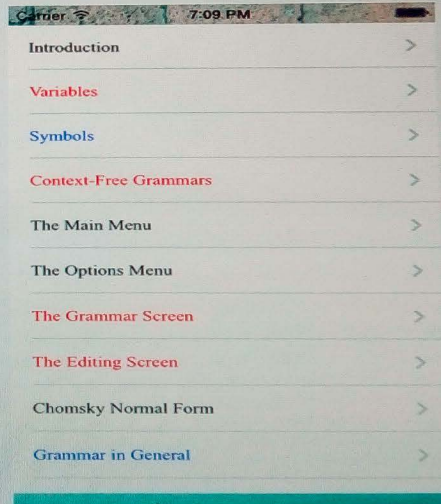 Carrier 7:09 PM
Introduction
Variables
Symbols
Context-Free Grammars
The Main Menu
The Options Menu
The Grammar Screen
The Editing Screen
Chomsky Normal Form
Grammar in General